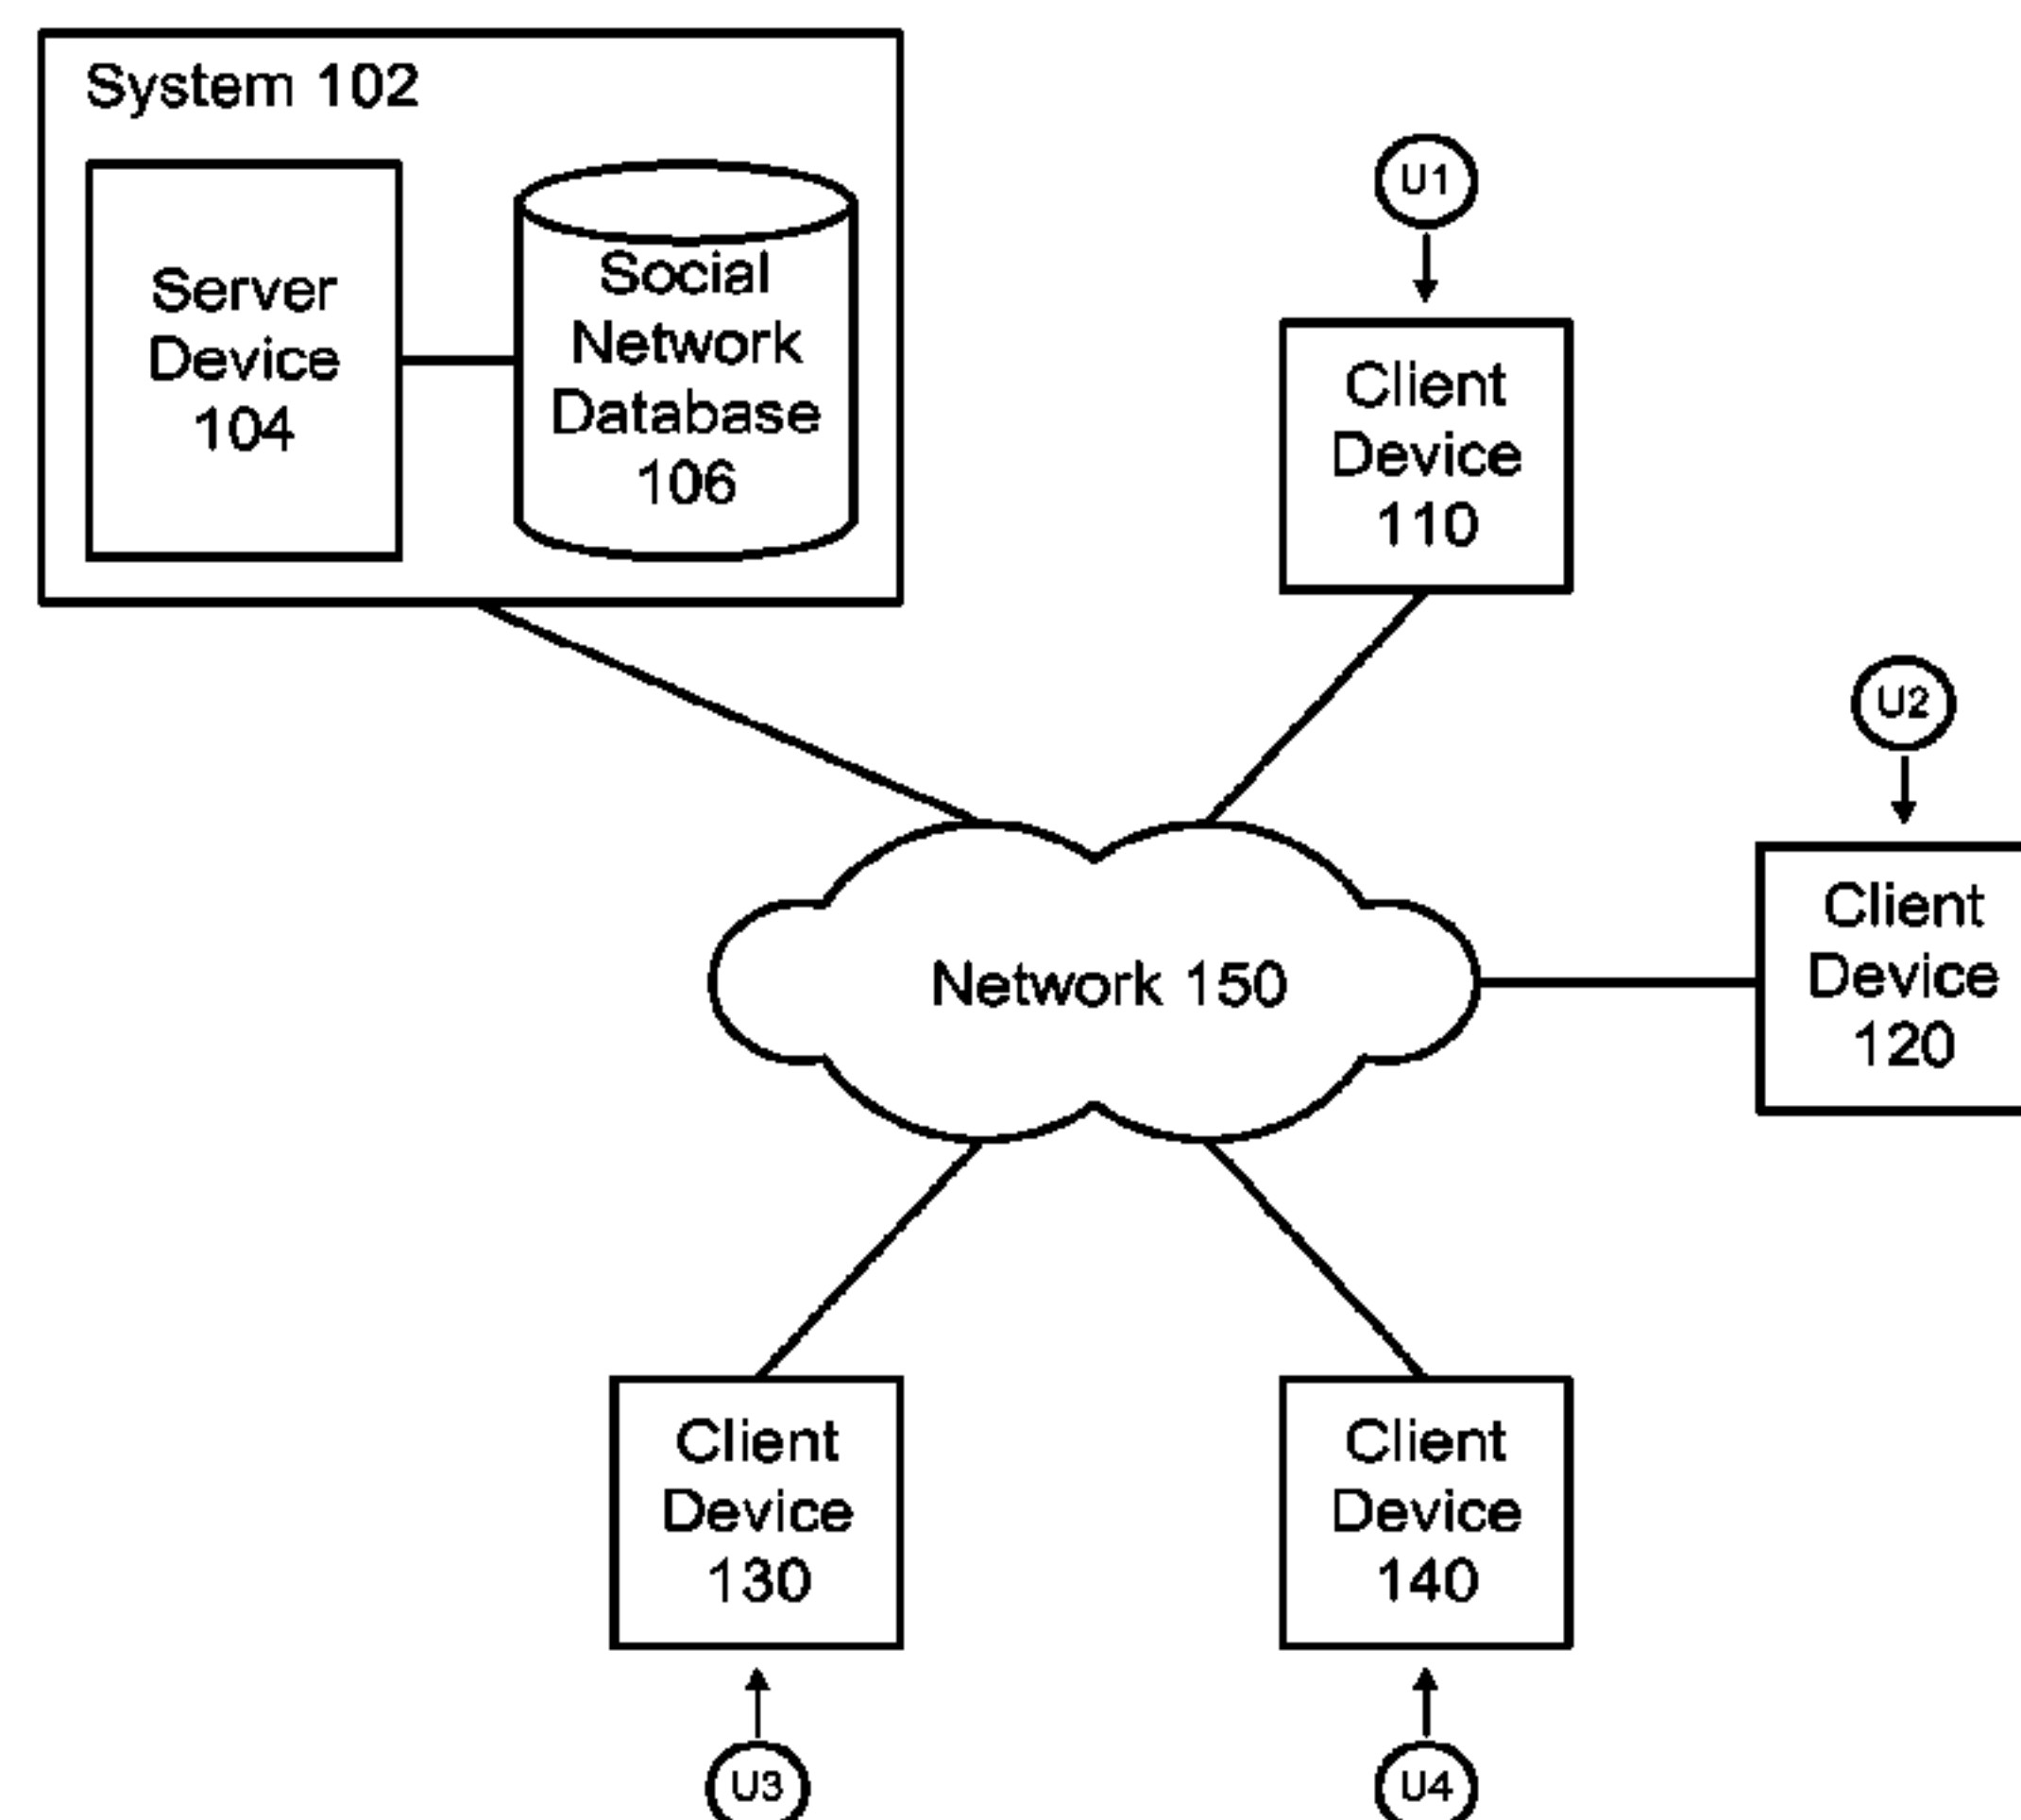 System 102
Server
Device
104
Social
Network
Database
106
U1
Client
Device
110
U2
Client
Device
120
Network 150
Client
Device
130
Client
Device
140
U3
U4